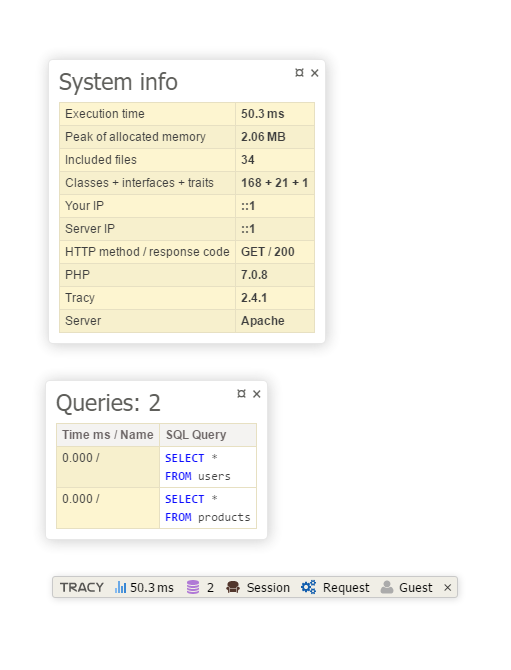 System info
Execution time 50.3 ms
Peak of allocated memory 2.06 MB
Included files 34
Classes + interfaces + traits 168 + 21 + 1
Your IP ::1
Server IP ::1
HTTP method / response code GET / 200
PHP 7.0.8
Tracy 2.4.1
Server Apache
Queries: 2
Time ms / Name SQL Query
0.000 / SELECT *
FROM users
0.000 / SELECT *
FROM products
TRACY 50.3 ms 2 Session Request Guest ×